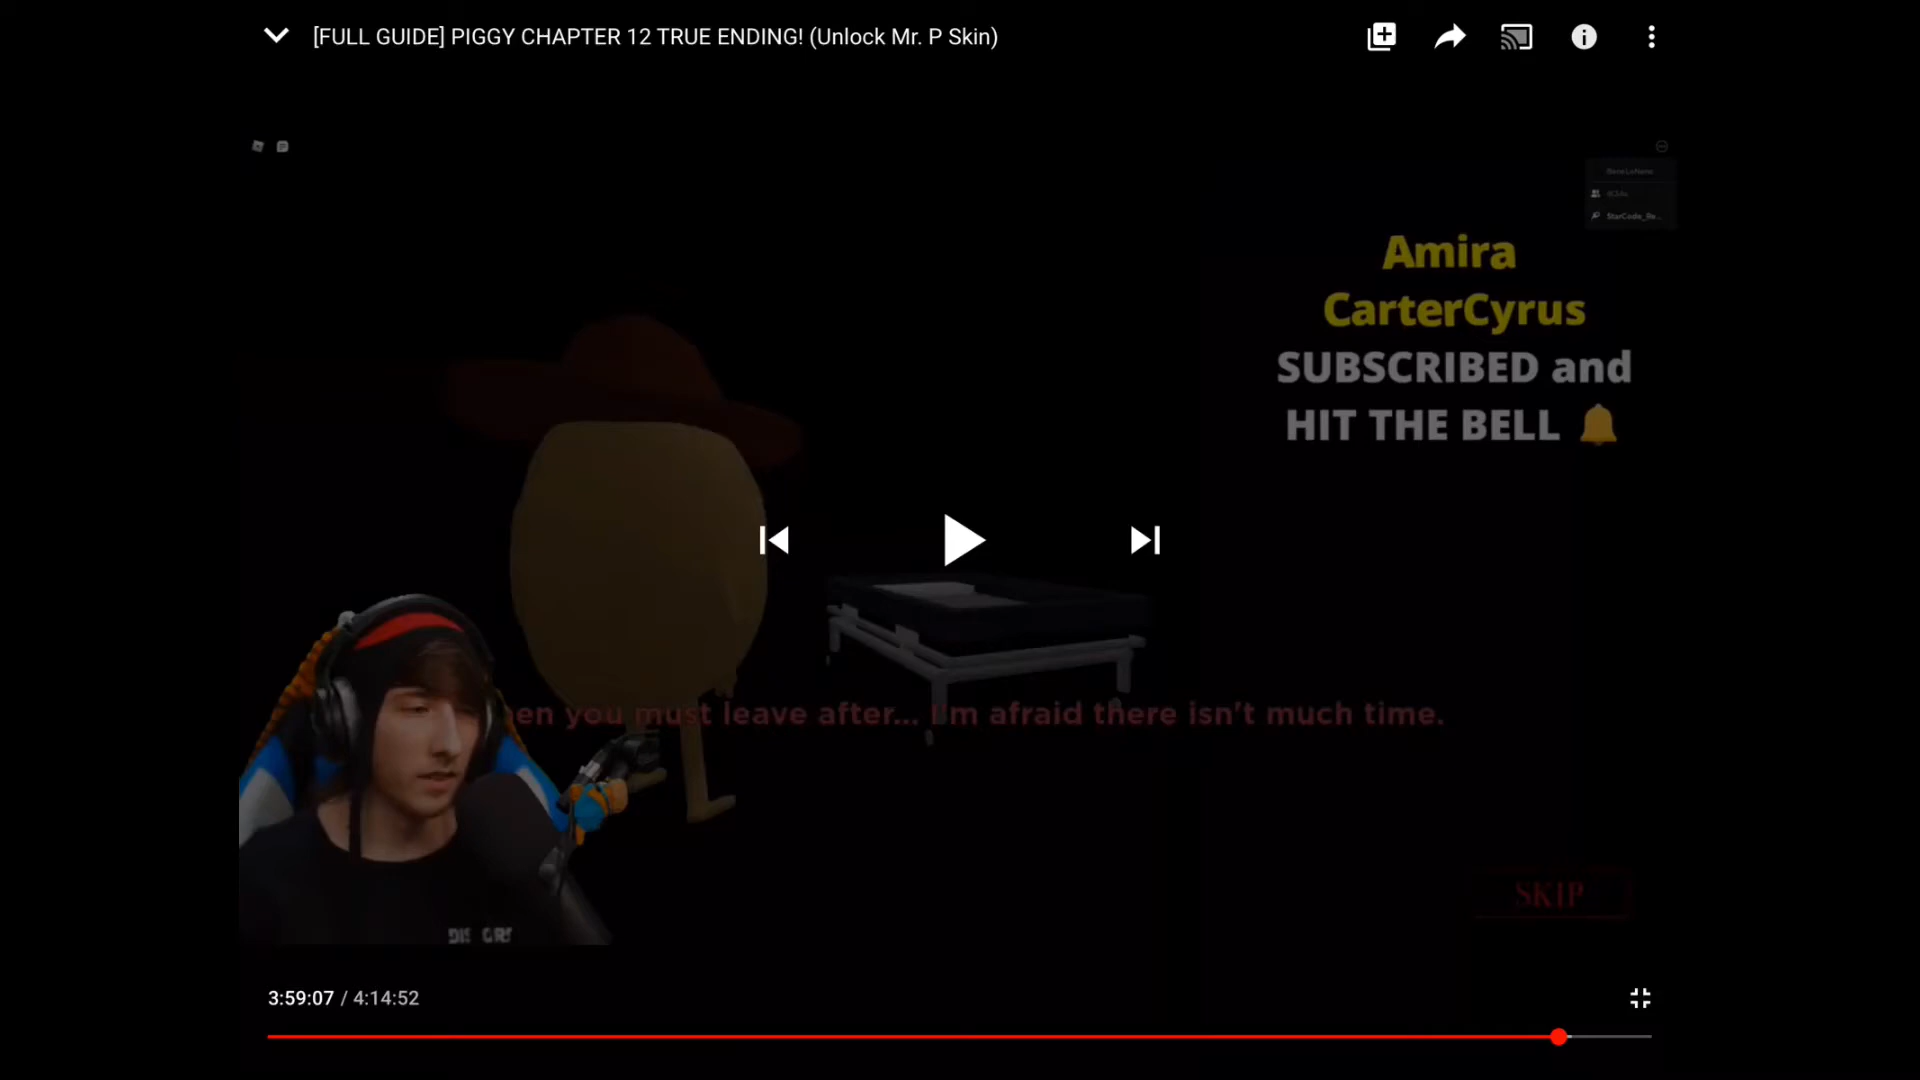 [FULL GUIDE] PIGGY CHAPTER 12 TRUE ENDING! (Unlock Mr. P Skin)
StarCode_Re...
Amira
CarterCyrus
SUBSCRIBED and
HIT THE BELL 🔔
you must leave after... I'm afraid there isn't much time.
SKIP
3:59:07 / 4:14:52